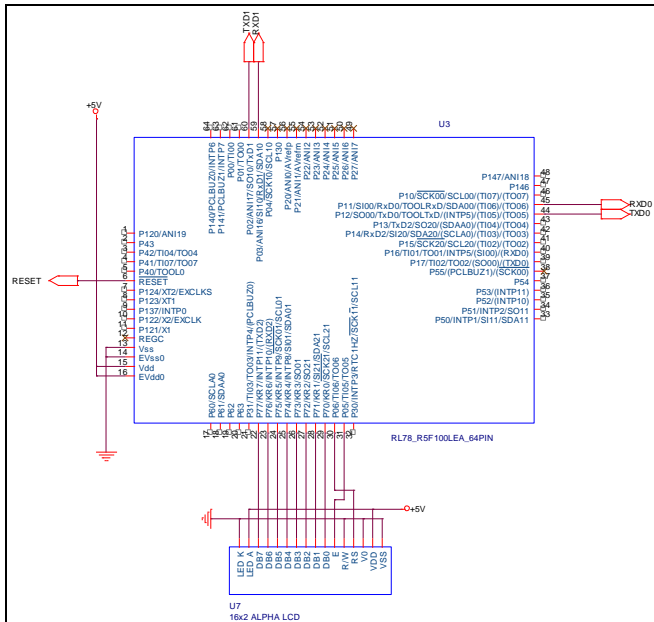 TXD1
RXD1
+5V
U3
64
63
62
61
60
59
58
57
56
55
54
53
52
51
50
49
P140/PCLBUZ0/INTP6
P141/PCLBUZ1/INTP7
P00/TI00
P01/TO00
P02/ANI17/SO10/TxD1
P03/ANI16/SI10/RxD1/SDA10
P04/SCK10/SCL10
P130
P20/ANI0/AVrefp
P21/ANI1/AVrefm
P22/ANI2
P23/ANI3
P24/ANI4
P25/ANI5
P26/ANI6
P27/ANI7
P147/ANI18 48
P146 47
P10/SCK00/SCL00/(TI07)/(TO07) 46
P11/SI00/RxD0/TOOLRxD/SDA00/(TI06)/(TO06) 45 RXD0
P12/SO00/TxD0/TOOLTxD/(INTP5)/(TI05)/(TO05) 44 TXD0
P13/TxD2/SO20/(SDAA0)/(TI04)/(TO04) 43
P14/RxD2/SI20/SDA20/(SCLA0)/(TI03)/(TO03) 42
P15/SCK20/SCL20/(TI02)/(TO02) 41
P16/TI01/TO01/INTP5/(SI00)/(RXD0) 40
P17/TI02/TO02/(SO00)/(TXD0) 39
P55/(PCLBUZ1)/(SCK00) 38
P54 37
P53/(INTP11) 36
P52/(INTP10) 35
P51/INTP2/SO11 34
P50/INTP1/SI11/SDA11 33
1 P120/ANI19
2 P43
3 P42/TI04/TO04
4 P41/TI07/TO07
5 P40/TOOL0
RESET 6 RESET
7 P124/XT2/EXCLKS
8 P123/XT1
9 P137/INTP0
10 P122/X2/EXCLK
11 P121/X1
12 REGC
13 Vss
14 EVss0
15 Vdd
16 EVdd0
P60/SCLA0
P61/SDAA0
P62
P63
P31/TI03/TO03/INTP4/(PCLBUZ0)
P77/KR7/INTP11/(TXD2)
P76/KR6/INTP10/(RXD2)
P75/KR5/INTP9/SCK01/SCL01
P74/KR4/INTP8/SI01/SDA01
P73/KR3/SO01
P72/KR2/SO21
P71/KR1/SI21/SDA21
P70/KR0/SCK21/SCL21
P06/TI06/TO06
P05/TI05/TO05
P30/INTP3/RTC1HZ/SCK11/SCL11
17
18
19
20
21
22
23
24
25
26
27
28
29
30
31
32
RL78_R5F100LEA_64PIN
+5V
LED K
LED A
DB7
DB6
DB5
DB4
DB3
DB2
DB1
DB0
E
R/W
RS
V0
VDD
VSS
U7
16x2 ALPHA LCD